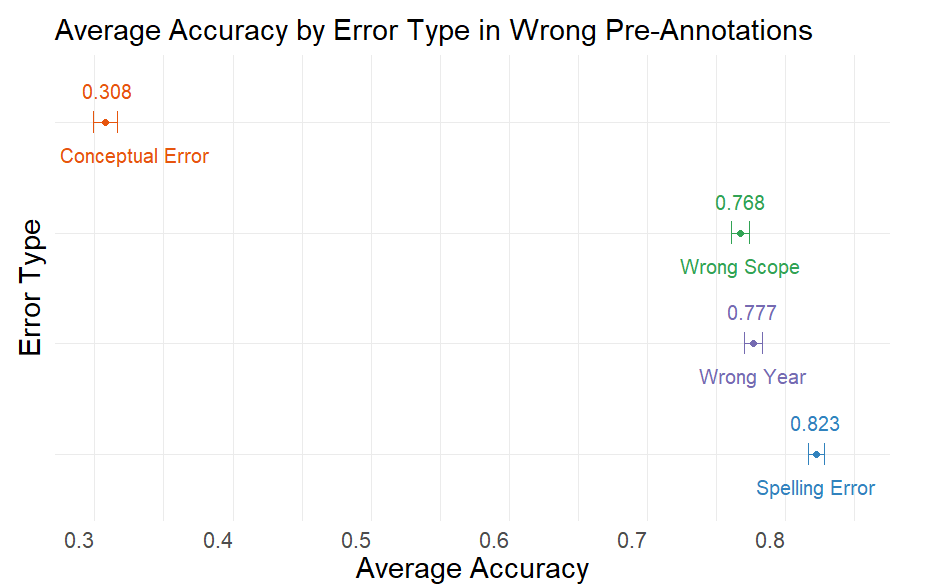 Average Accuracy by Error Type in Wrong Pre-Annotations
0.308
Conceptual Error
0.768
Wrong Scope
0.777
Wrong Year
0.823
Spelling Error
Error Type
0.3 0.4 0.5 0.6 0.7 0.8
Average Accuracy